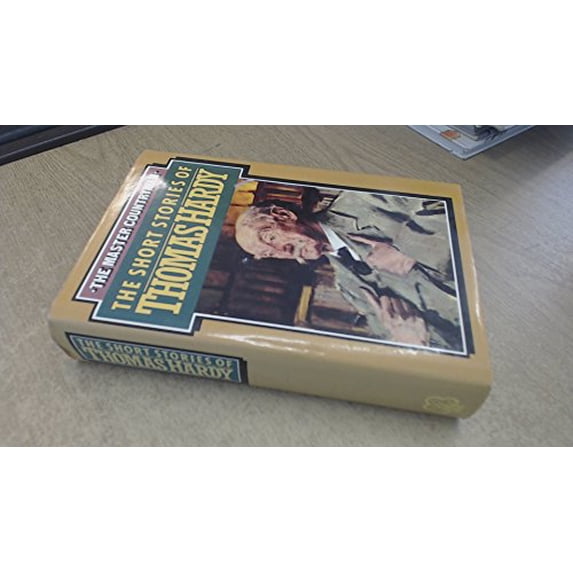 ·THE MASTER COUNTRYMAN·
THE SHORT STORIES OF
THOMAS HARDY
THE SHORT STORIES OF
THOMAS HARDY